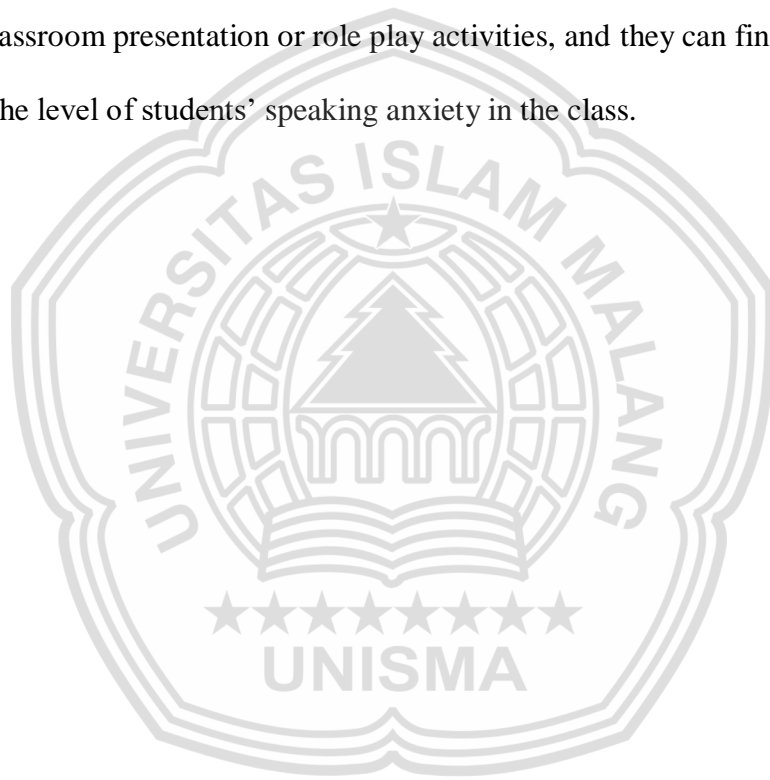 assroom presentation or role play activities, and they can fin
he level of students’ speaking anxiety in the class.
UNIVERSITAS ISLAM MALANG
UNISMA